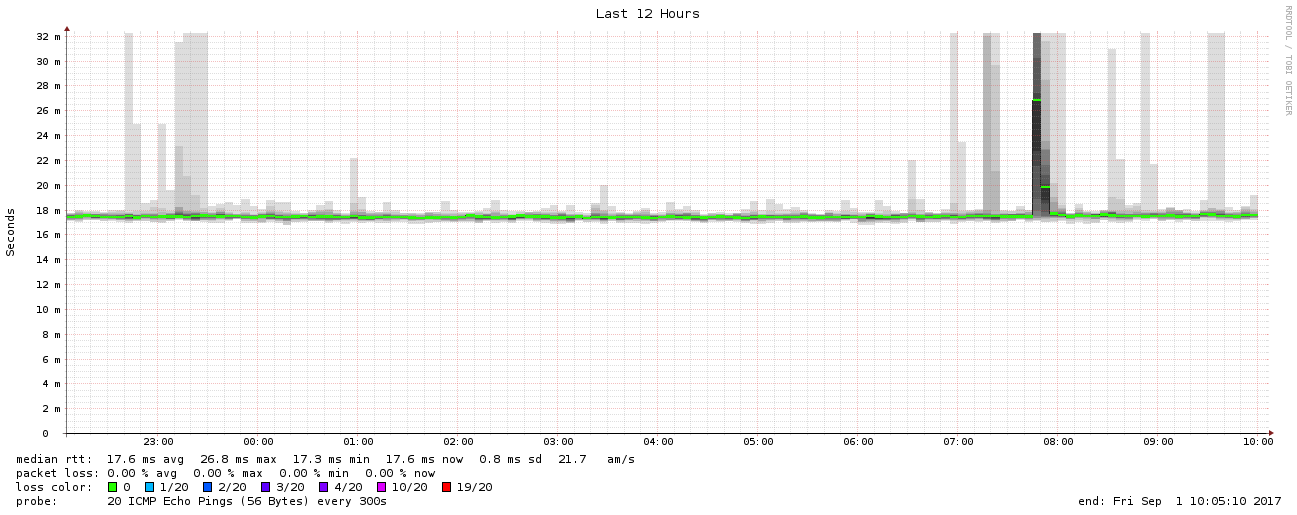 Last 12 Hours
RRDTOOL / TOBI OETIKER
Seconds
32 m
30 m
28 m
26 m
24 m
22 m
20 m
18 m
16 m
14 m
12 m
10 m
8 m
6 m
4 m
2 m
0
23:00 00:00 01:00 02:00 03:00 04:00 05:00 06:00 07:00 08:00 09:00 10:00
median rtt: 17.6 ms avg 26.8 ms max 17.3 ms min 17.6 ms now 0.8 ms sd 21.7 am/s
packet loss: 0.00 % avg 0.00 % max 0.00 % min 0.00 % now
loss color: 0 1/20 2/20 3/20 4/20 10/20 19/20
probe: 20 ICMP Echo Pings (56 Bytes) every 300s end: Fri Sep 1 10:05:10 2017